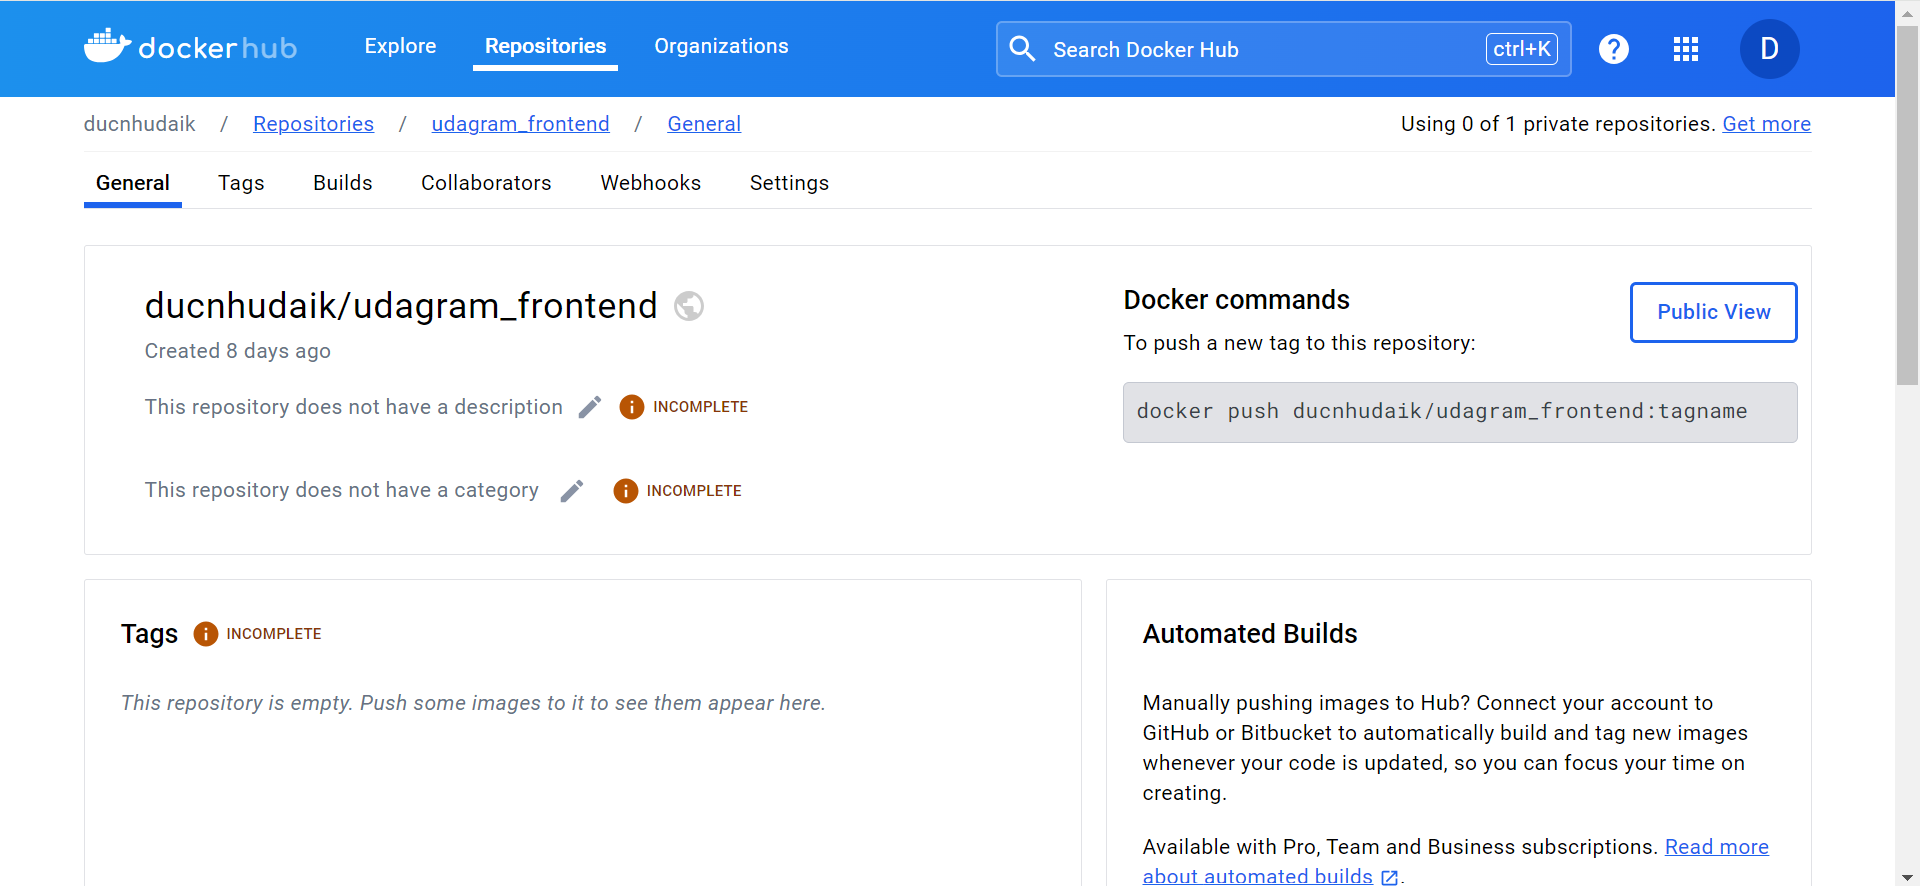 dockerhub Explore Repositories Organizations Search Docker Hub ctrl+K ? D
ducnhudaik / Repositories / udagram_frontend / General Using 0 of 1 private repositories. Get more
General Tags Builds Collaborators Webhooks Settings
ducnhudaik/udagram_frontend
Created 8 days ago
This repository does not have a description i INCOMPLETE
This repository does not have a category i INCOMPLETE
Docker commands
Public View
To push a new tag to this repository:
docker push ducnhudaik/udagram_frontend:tagname
Tags i INCOMPLETE
This repository is empty. Push some images to it to see them appear here.
Automated Builds
Manually pushing images to Hub? Connect your account to
GitHub or Bitbucket to automatically build and tag new images
whenever your code is updated, so you can focus your time on
creating.
Available with Pro, Team and Business subscriptions. Read more
about automated builds .